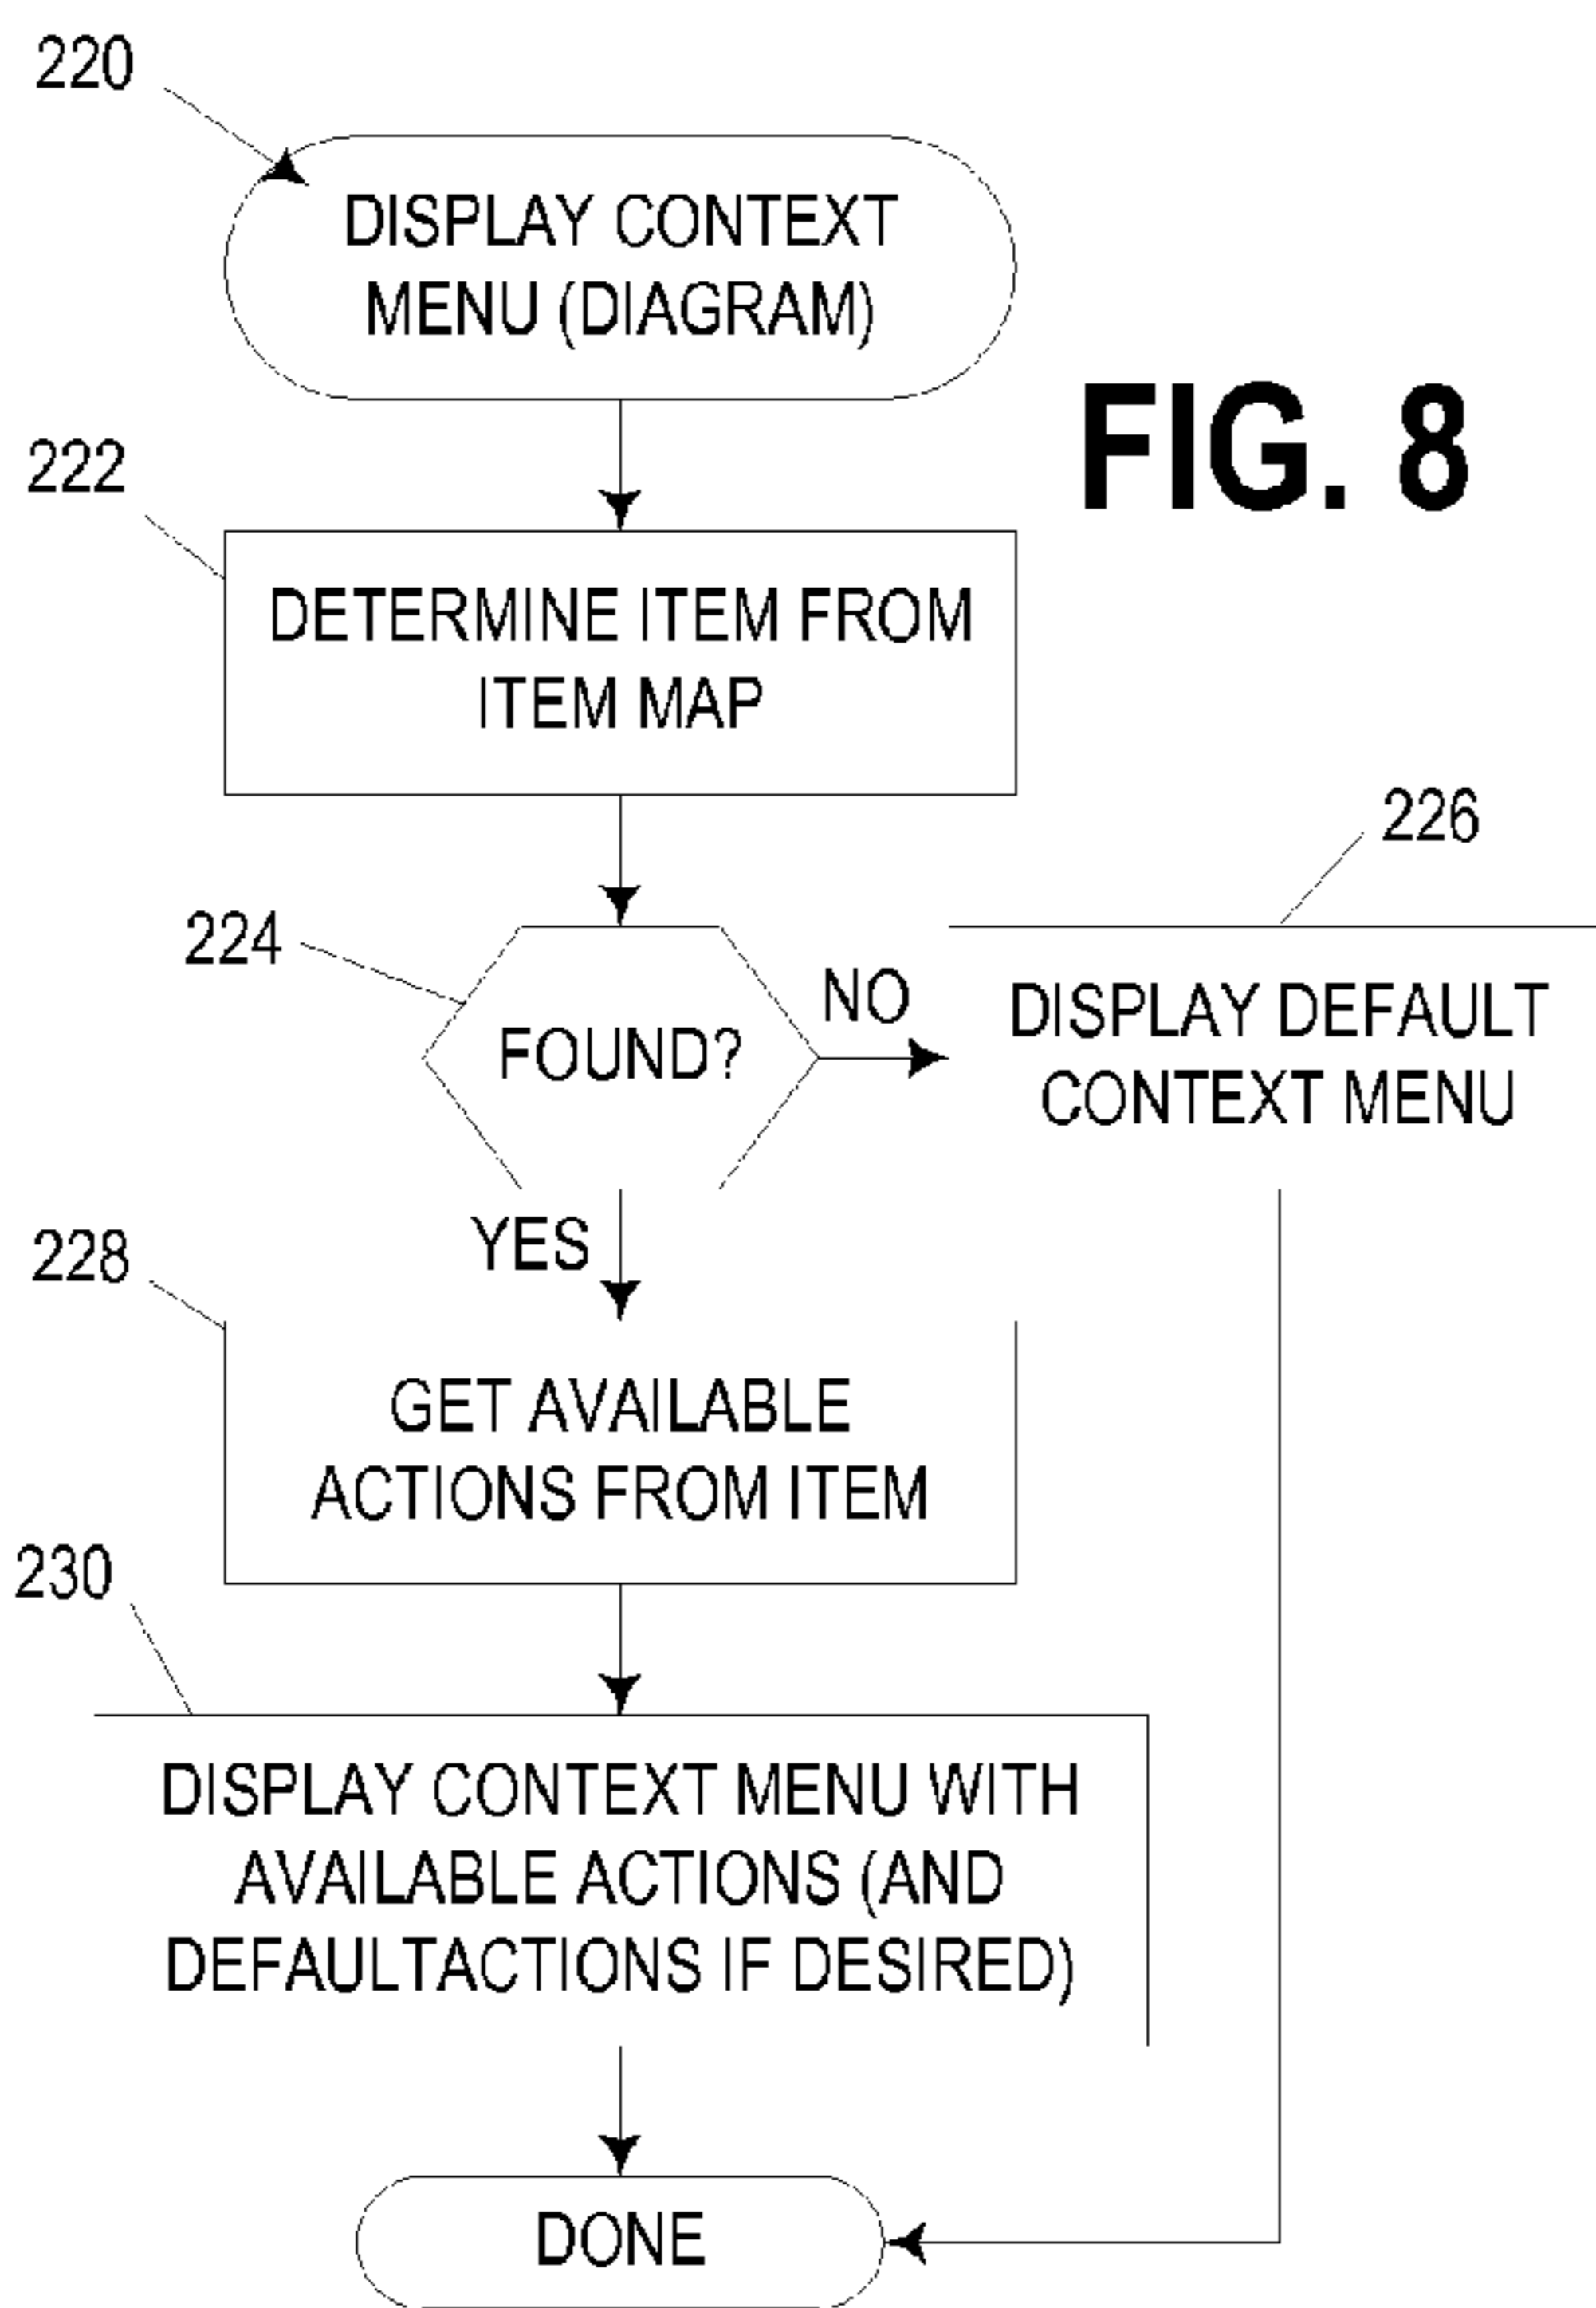 220
DISPLAY CONTEXT
MENU (DIAGRAM)
FIG. 8
222
DETERMINE ITEM FROM
ITEM MAP
226
224
FOUND?
NO
DISPLAY DEFAULT
CONTEXT MENU
YES
228
GET AVAILABLE
ACTIONS FROM ITEM
230
DISPLAY CONTEXT MENU WITH
AVAILABLE ACTIONS (AND
DEFAULTACTIONS IF DESIRED)
DONE